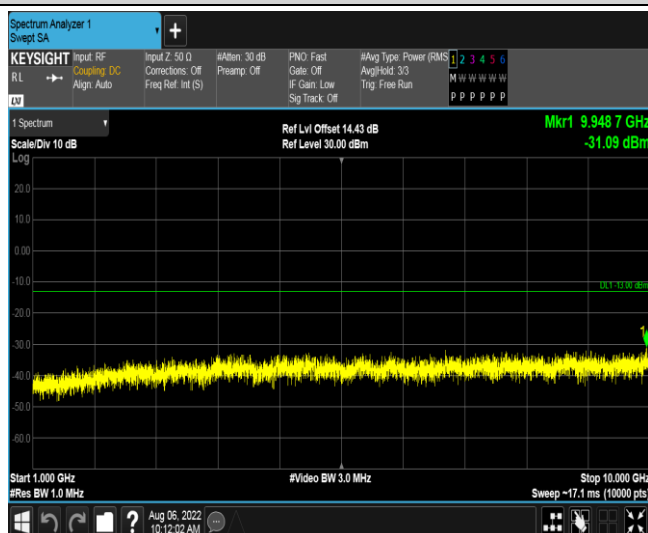 Spectrum Analyzer 1
Swept SA
+
KEYSIGHT
RL
LXI
Input: RF
Coupling: DC
Align: Auto
Input Z: 50 Ω
Corrections: Off
Freq Ref: Int (S)
#Atten: 30 dB
Preamp: Off
PNO: Fast
Gate: Off
IF Gain: Low
Sig Track: Off
#Avg Type: Power (RMS
Avg|Hold: 3/3
Trig: Free Run
1 2 3 4 5 6
M W W W W W
P P P P P P
1 Spectrum
Scale/Div 10 dB
Ref Lvl Offset 14.43 dB
Ref Level 30.00 dBm
Mkr1 9.948 7 GHz
-31.09 dBm
Log
20.0
10.0
0.00
-10.0
DL1 -13.00 dBm
-20.0
-30.0
1
-40.0
-50.0
-60.0
Start 1.000 GHz
#Video BW 3.0 MHz
Stop 10.000 GHz
#Res BW 1.0 MHz
Sweep ~17.1 ms (10000 pts)
?
Aug 06, 2022
10:12:02 AM